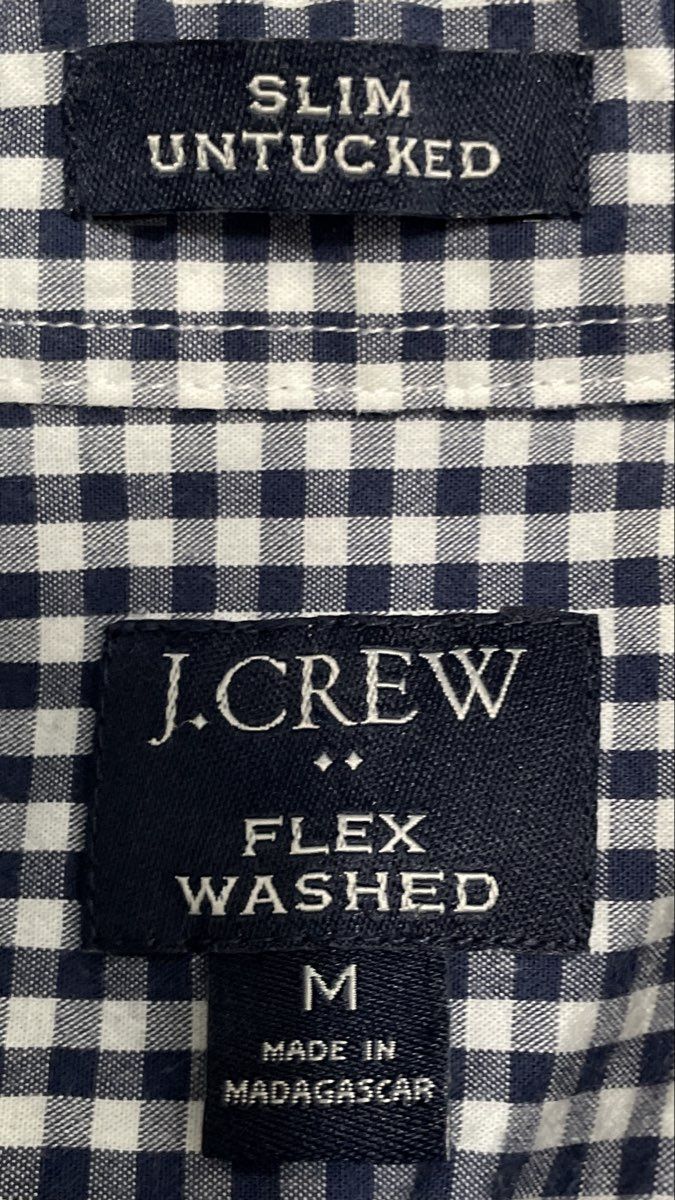 SLIM
UNTUCKED
J.CREW
FLEX
WASHED
M
MADE IN
MADAGASCAR